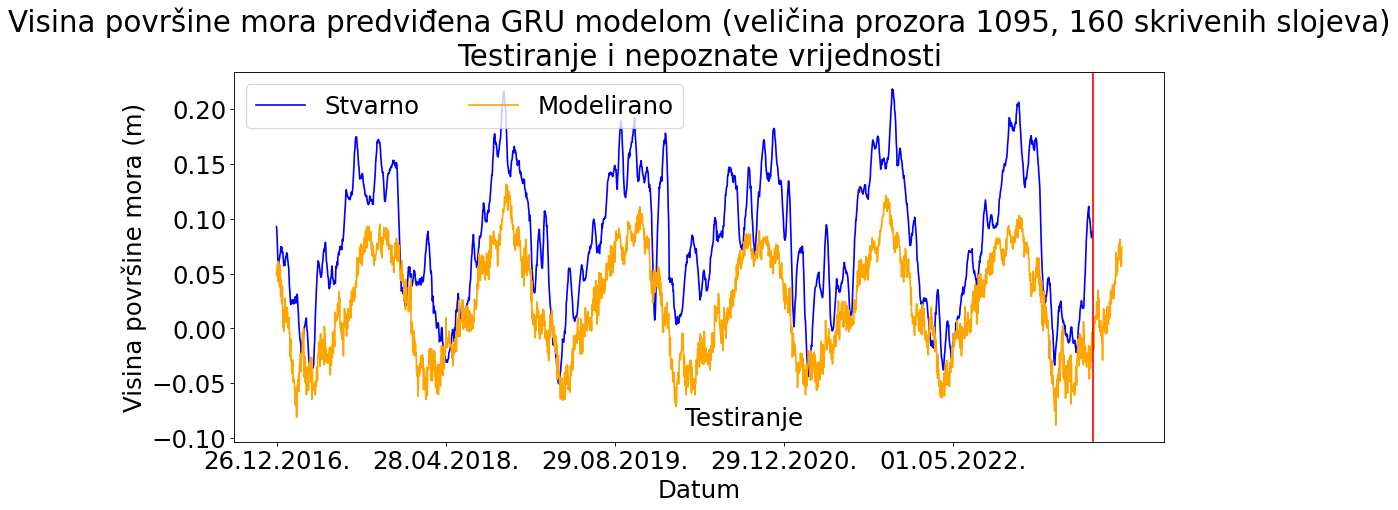 Visina površine mora predviđena GRU modelom (veličina prozora 1095, 160 skrivenih slojeva)
Testiranje i nepoznate vrijednosti
Stvarno
Modelirano
Visina površine mora (m)
0.20
0.15
0.10
0.05
0.00
−0.05
−0.10
Testiranje
26.12.2016.
28.04.2018.
29.08.2019.
29.12.2020.
01.05.2022.
Datum